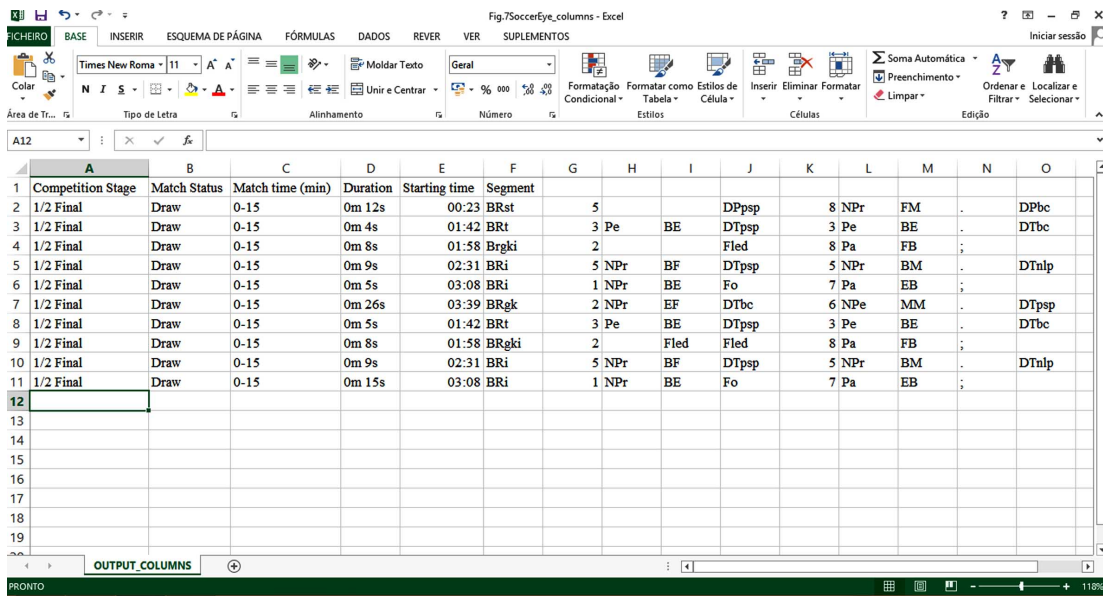 Fig.7SoccerEye_columns - Excel
FICHEIRO BASE INSERIR ESQUEMA DE PÁGINA FÓRMULAS DADOS REVER VER SUPLEMENTOS Iniciar sessão
Times New Roma 11 Moldar Texto Geral Soma Automática
Colar N I S Unir e Centrar % 000 Formatação Condicional Formatar como Tabela Estilos de Célula Inserir Eliminar Formatar Preenchimento Limpar Ordenar e Filtrar Localizar e Selecionar
Área de Tr... Tipo de Letra Alinhamento Número Estilos Células Edição
A12 fx
A B C D E F G H I J K L M N O
1 Competition Stage Match Status Match time (min) Duration Starting time Segment
2 1/2 Final Draw 0-15 0m 12s 00:23 BRst 5 DPpsp 8 NPr FM . DPbc
3 1/2 Final Draw 0-15 0m 4s 01:42 BRt 3 Pe BE DTpsp 3 Pe BE . DTbc
4 1/2 Final Draw 0-15 0m 8s 01:58 Brgki 2 Fled 8 Pa FB ;
5 1/2 Final Draw 0-15 0m 9s 02:31 BRi 5 NPr BF DTpsp 5 NPr BM . DTnlp
6 1/2 Final Draw 0-15 0m 5s 03:08 BRi 1 NPr BE Fo 7 Pa EB ;
7 1/2 Final Draw 0-15 0m 26s 03:39 BRgk 2 NPr EF DTbc 6 NPe MM . DTpsp
8 1/2 Final Draw 0-15 0m 5s 01:42 BRt 3 Pe BE DTpsp 3 Pe BE . DTbc
9 1/2 Final Draw 0-15 0m 8s 01:58 BRgki 2 Fled Fled 8 Pa FB ;
10 1/2 Final Draw 0-15 0m 9s 02:31 BRi 5 NPr BF DTpsp 5 NPr BM . DTnlp
11 1/2 Final Draw 0-15 0m 15s 03:08 BRi 1 NPr BE Fo 7 Pa EB ;
12
13
14
15
16
17
18
19
OUTPUT_COLUMNS
PRONTO 118%